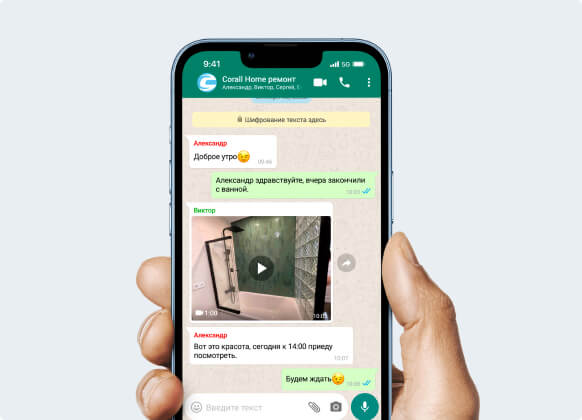 9:41
5G
Corall Home ремонт
Александр, Виктор, Сергей,
Шифрование текста здесь
Александр
Доброе утро😉
09:46
Александр здравствуйте, вчера закончили
с ванной.
10:03
Виктор
1:00
10:05
Александр
Вот это красота, сегодня к 14:00 приеду
посмотреть.
10:07
Будем ждать😉
10:08
Введите текст